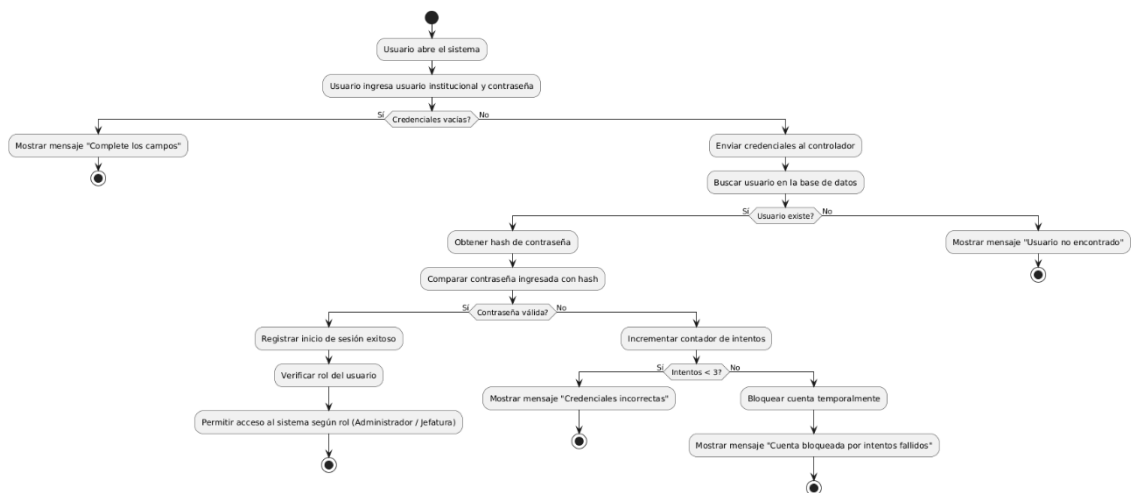 Usuario abre el sistema
Usuario ingresa usuario institucional y contraseña
Sí
Credenciales vacías?
No
Mostrar mensaje "Complete los campos"
Enviar credenciales al controlador
Buscar usuario en la base de datos
Sí
Usuario existe?
No
Obtener hash de contraseña
Mostrar mensaje "Usuario no encontrado"
Comparar contraseña ingresada con hash
Sí
Contraseña válida?
No
Registrar inicio de sesión exitoso
Incrementar contador de intentos
Verificar rol del usuario
Sí
Intentos < 3?
No
Mostrar mensaje "Credenciales incorrectas"
Bloquear cuenta temporalmente
Permitir acceso al sistema según rol (Administrador / Jefatura)
Mostrar mensaje "Cuenta bloqueada por intentos fallidos"